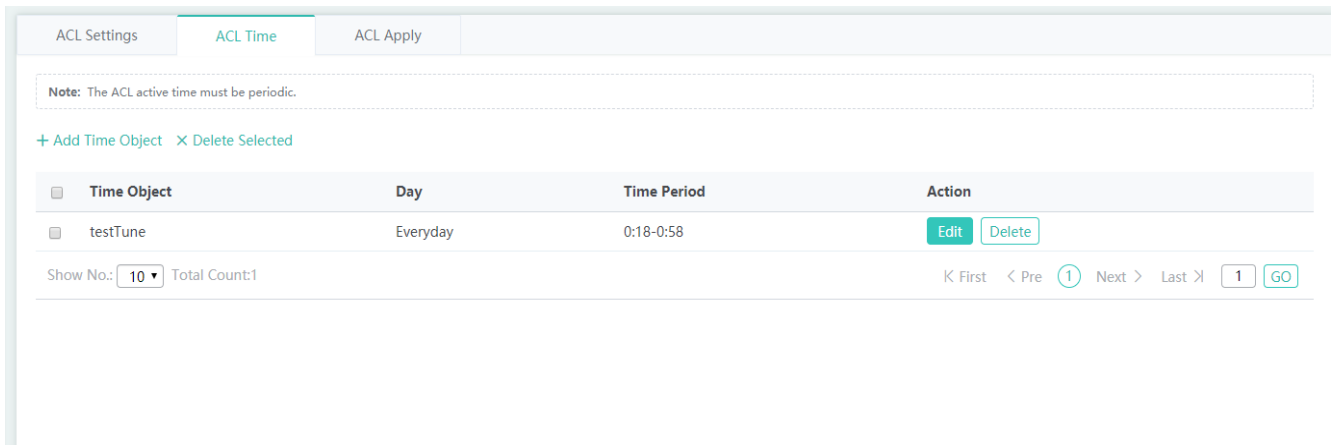 ACL Settings ACL Time ACL Apply
Note: The ACL active time must be periodic.
+ Add Time Object × Delete Selected
Time Object Day Time Period Action
testTune Everyday 0:18-0:58 Edit Delete
Show No.: 10 Total Count:1 First < Pre 1 Next > Last 1 GO